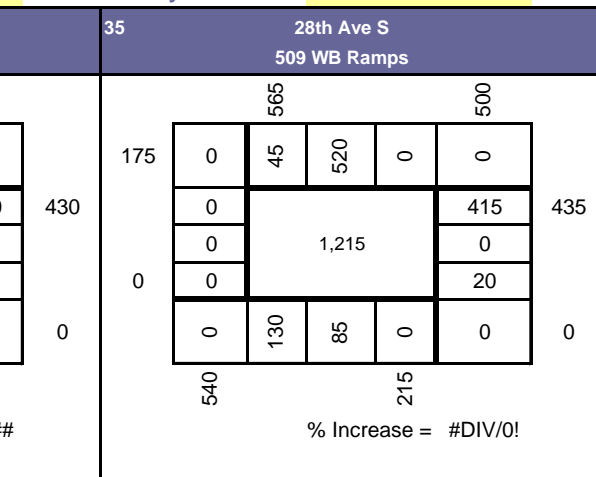 35 28th Ave S
509 WB Ramps
565 500
175 0 45 520 0 0
430 0 415 435
0 1,215 0
0 0 20
0 0 130 85 0 0 0
540 215
% Increase = #DIV/0!